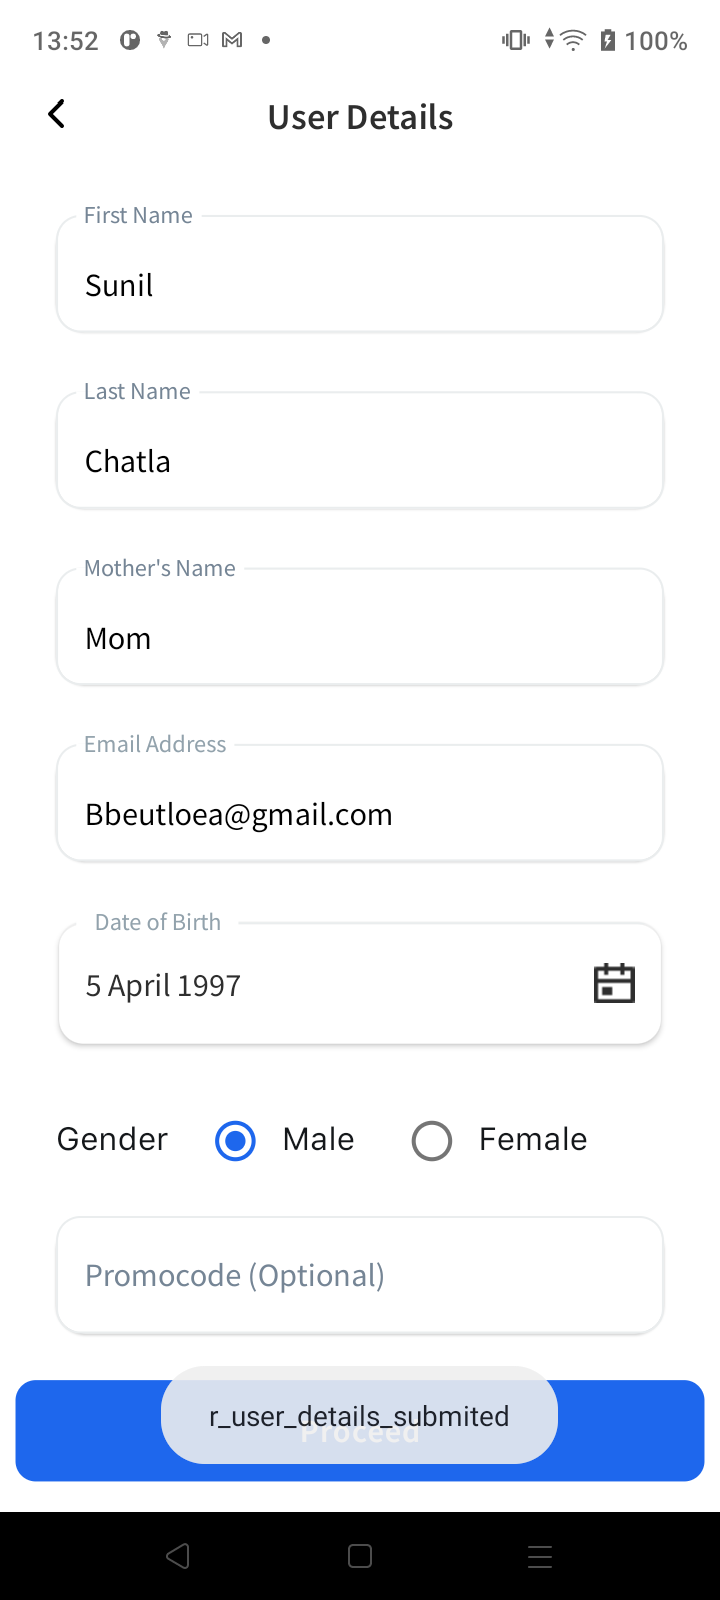 13:52 100%
User Details
First Name
Sunil
Last Name
Chatla
Mother's Name
Mom
Email Address
Bbeutloea@gmail.com
Date of Birth
5 April 1997
Gender Male Female
Promocode (Optional)
r_user_details_submited
Proceed